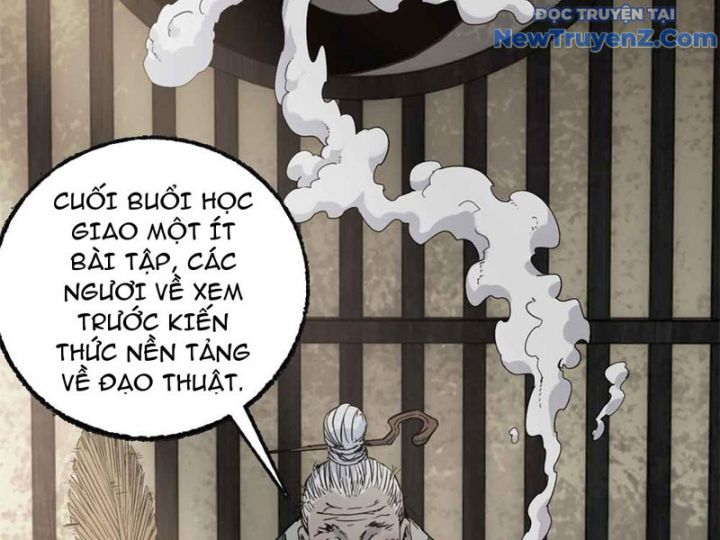 ĐỌC TRUYỆN TẠI
NewTruyenZ.Com
CUỐI BUỔI HỌC
GIAO MỘT ÍT
BÀI TẬP, CÁC
NGƯƠI VỀ XEM
TRƯỚC KIẾN
THỨC NỀN TẢNG
VỀ ĐẠO THUẬT.